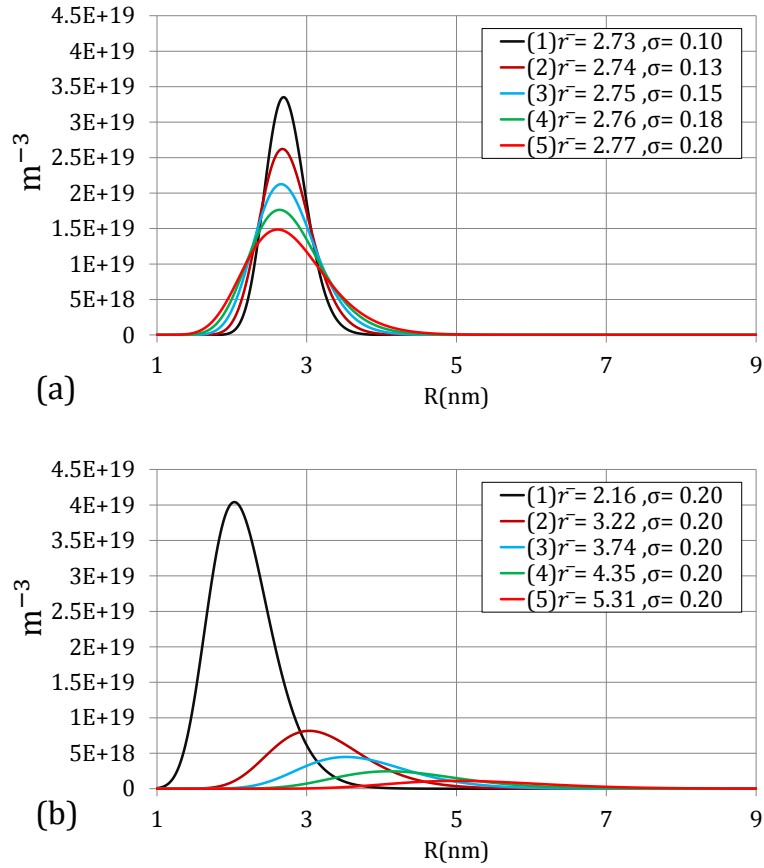 4.5E+19
4E+19
3.5E+19
3E+19
2.5E+19
2E+19
1.5E+19
1E+19
5E+18
0
m⁻³
(1)r̄= 2.73 ,σ= 0.10
(2)r̄= 2.74 ,σ= 0.13
(3)r̄= 2.75 ,σ= 0.15
(4)r̄= 2.76 ,σ= 0.18
(5)r̄= 2.77 ,σ= 0.20
1 3 5 7 9
R(nm)
(a)
4.5E+19
4E+19
3.5E+19
3E+19
2.5E+19
2E+19
1.5E+19
1E+19
5E+18
0
m⁻³
(1)r̄= 2.16 ,σ= 0.20
(2)r̄= 3.22 ,σ= 0.20
(3)r̄= 3.74 ,σ= 0.20
(4)r̄= 4.35 ,σ= 0.20
(5)r̄= 5.31 ,σ= 0.20
1 3 5 7 9
R(nm)
(b)